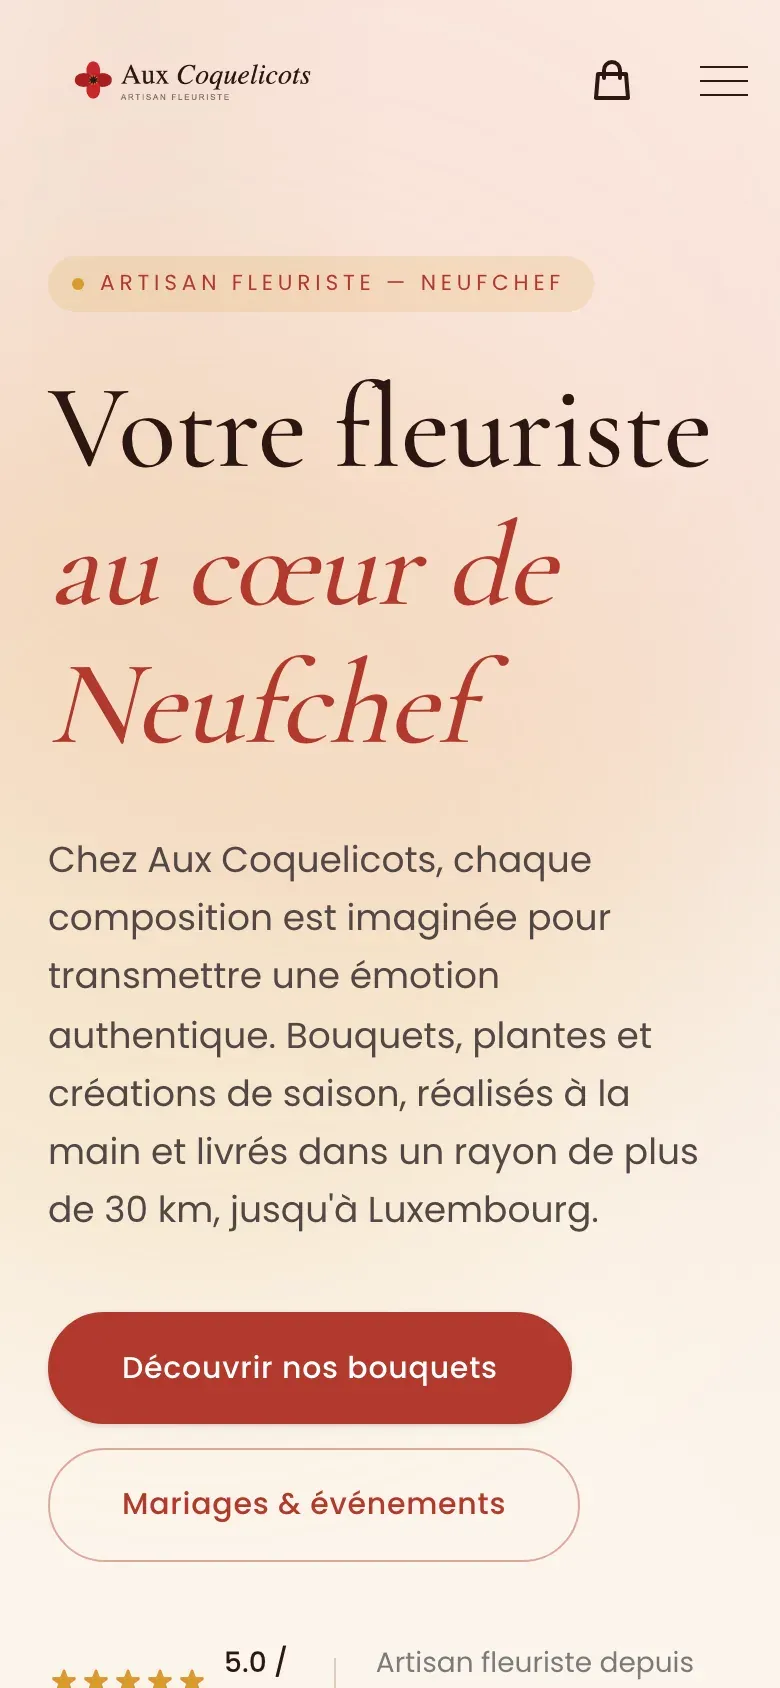 Aux Coquelicots
ARTISAN FLEURISTE
ARTISAN FLEURISTE — NEUFCHEF
Votre fleuriste
au cœur de
Neufchef
Chez Aux Coquelicots, chaque
composition est imaginée pour
transmettre une émotion
authentique. Bouquets, plantes et
créations de saison, réalisés à la
main et livrés dans un rayon de plus
de 30 km, jusqu'à Luxembourg.
Découvrir nos bouquets
Mariages & événements
5.0 /
Artisan fleuriste depuis